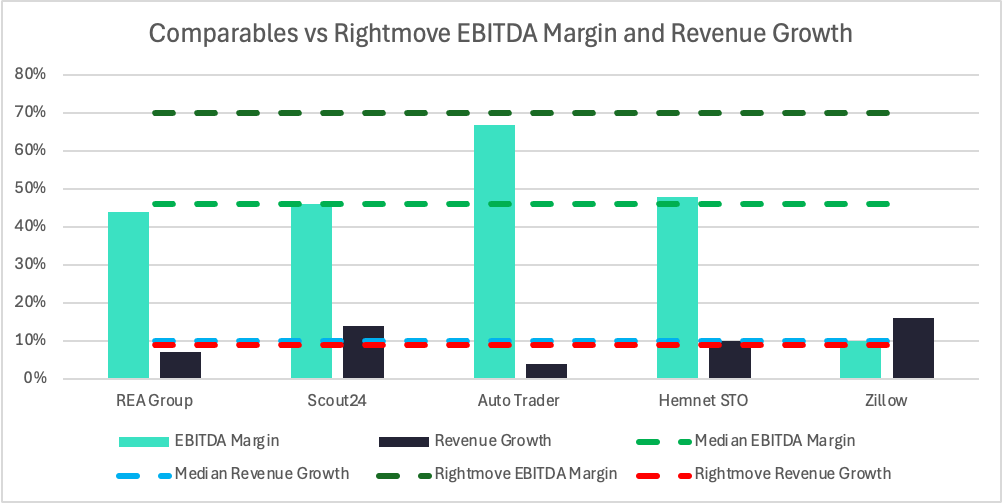 Comparables vs Rightmove EBITDA Margin and Revenue Growth
80%
70%
60%
50%
40%
30%
20%
10%
0%
REA Group Scout24 Auto Trader Hemnet STO Zillow
EBITDA Margin Revenue Growth Median EBITDA Margin
Median Revenue Growth Rightmove EBITDA Margin Rightmove Revenue Growth